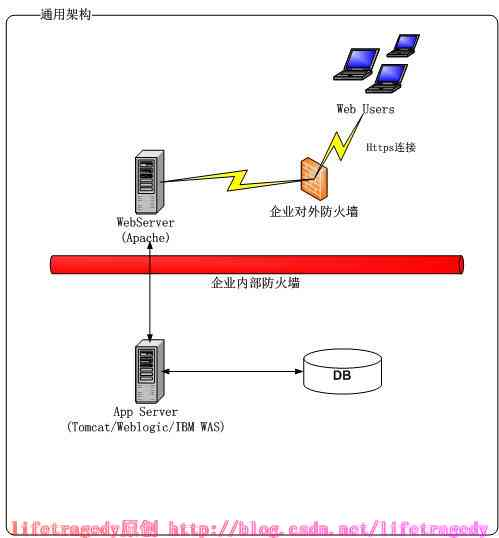 通用架构
Web Users
Https连接
企业对外防火墙
WebServer
(Apache)
企业内部防火墙
DB
App Server
(Tomcat/Weblogic/IBM WAS)
lifetragedy原创 http://blog.csdn.net/lifetragedy